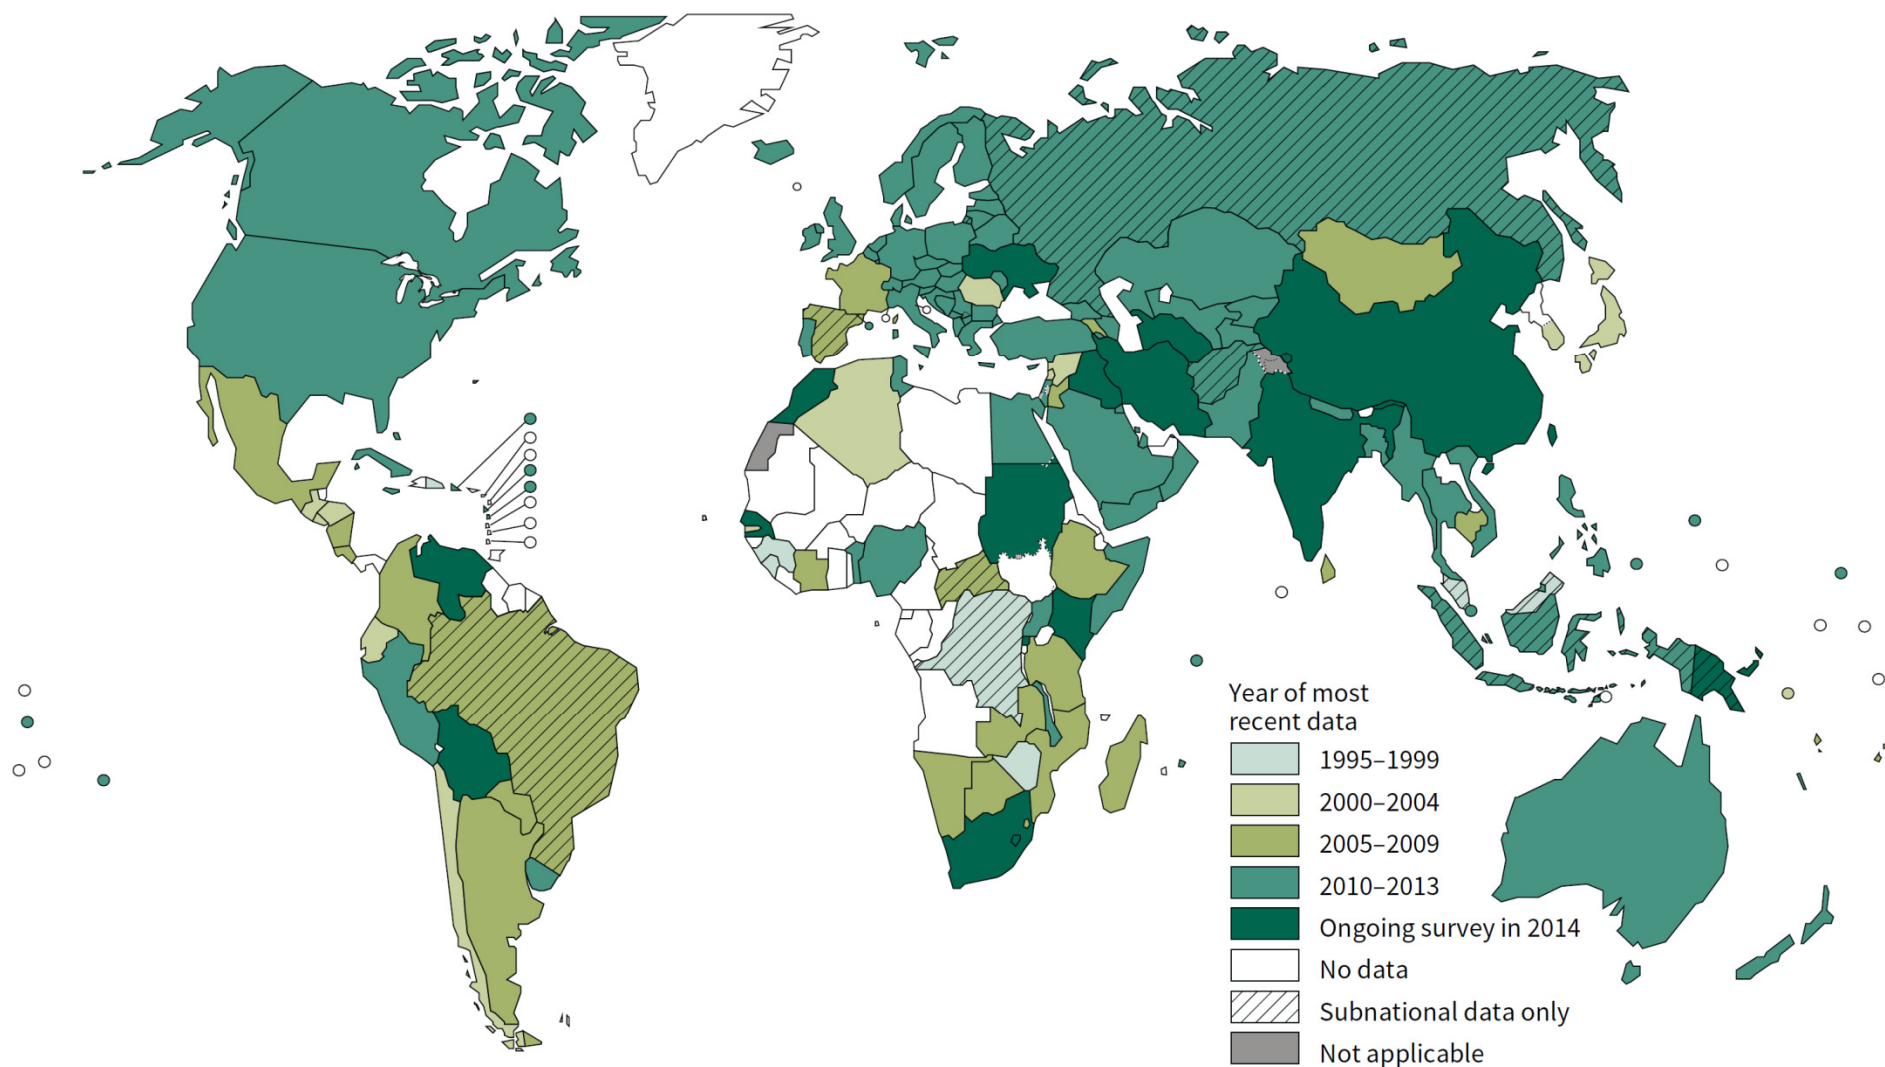 Year of most
recent data
1995–1999
2000–2004
2005–2009
2010–2013
Ongoing survey in 2014
No data
Subnational data only
Not applicable